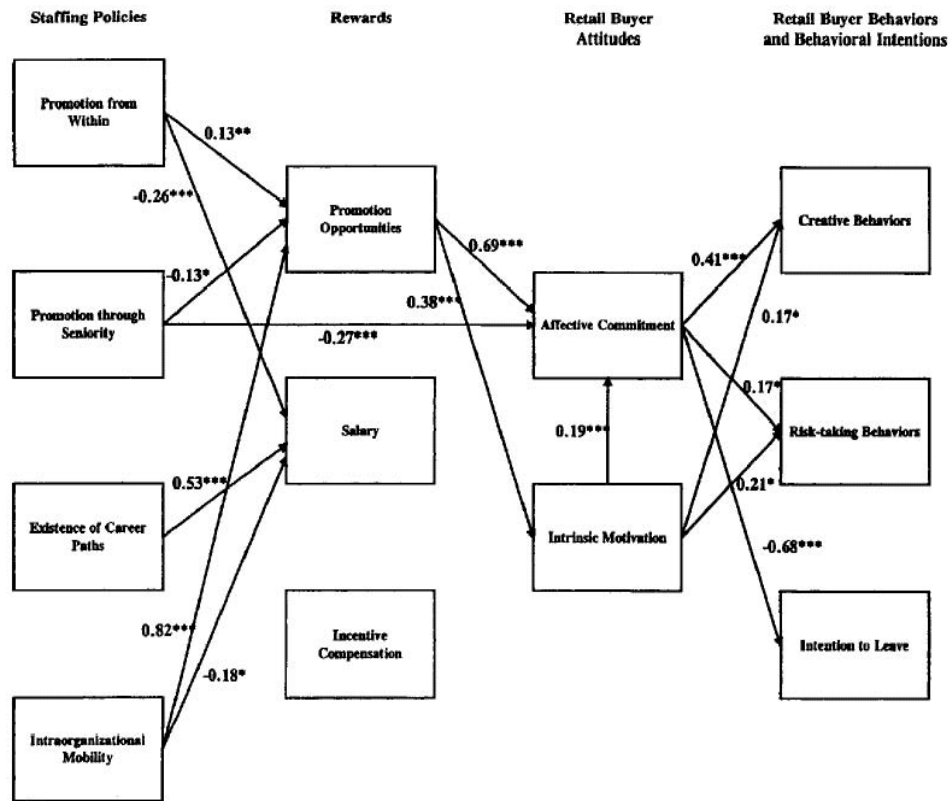 Staffing Policies
Rewards
Retail Buyer
Attitudes
Retail Buyer Behaviors
and Behavioral Intentions
Promotion from
Within
0.13**
-0.26***
Promotion
Opportunities
Creative Behaviors
0.69***
0.41***
Promotion through
Seniority
-0.13*
0.38***
-0.27***
Affective Commitment
0.17*
0.17*
Salary
Risk-taking Behaviors
0.19***
0.53***
0.21*
Existence of Career
Paths
Intrinsic Motivation
-0.68***
0.82***
Incentive
Compensation
-0.18*
Intention to Leave
Intraorganizational
Mobility